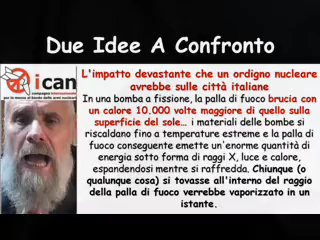 Due Idee A Confronto
ican
L'impatto devastante che un ordigno nucleare
avrebbe sulle città italiane
In una bomba a fissione, la palla di fuoco brucia con
un calore 10.000 volte maggiore di quello sulla
superficie del sole... i materiali delle bombe si
riscaldano fino a temperature estreme e la palla di
fuoco conseguente emette un'enorme quantità di
energia sotto forma di raggi X, luce e calore,
espandendosi mentre si raffredda. Chiunque (o
qualunque cosa) si tovasse all'interno del raggio
della palla di fuoco verrebbe vaporizzato in un
istante.